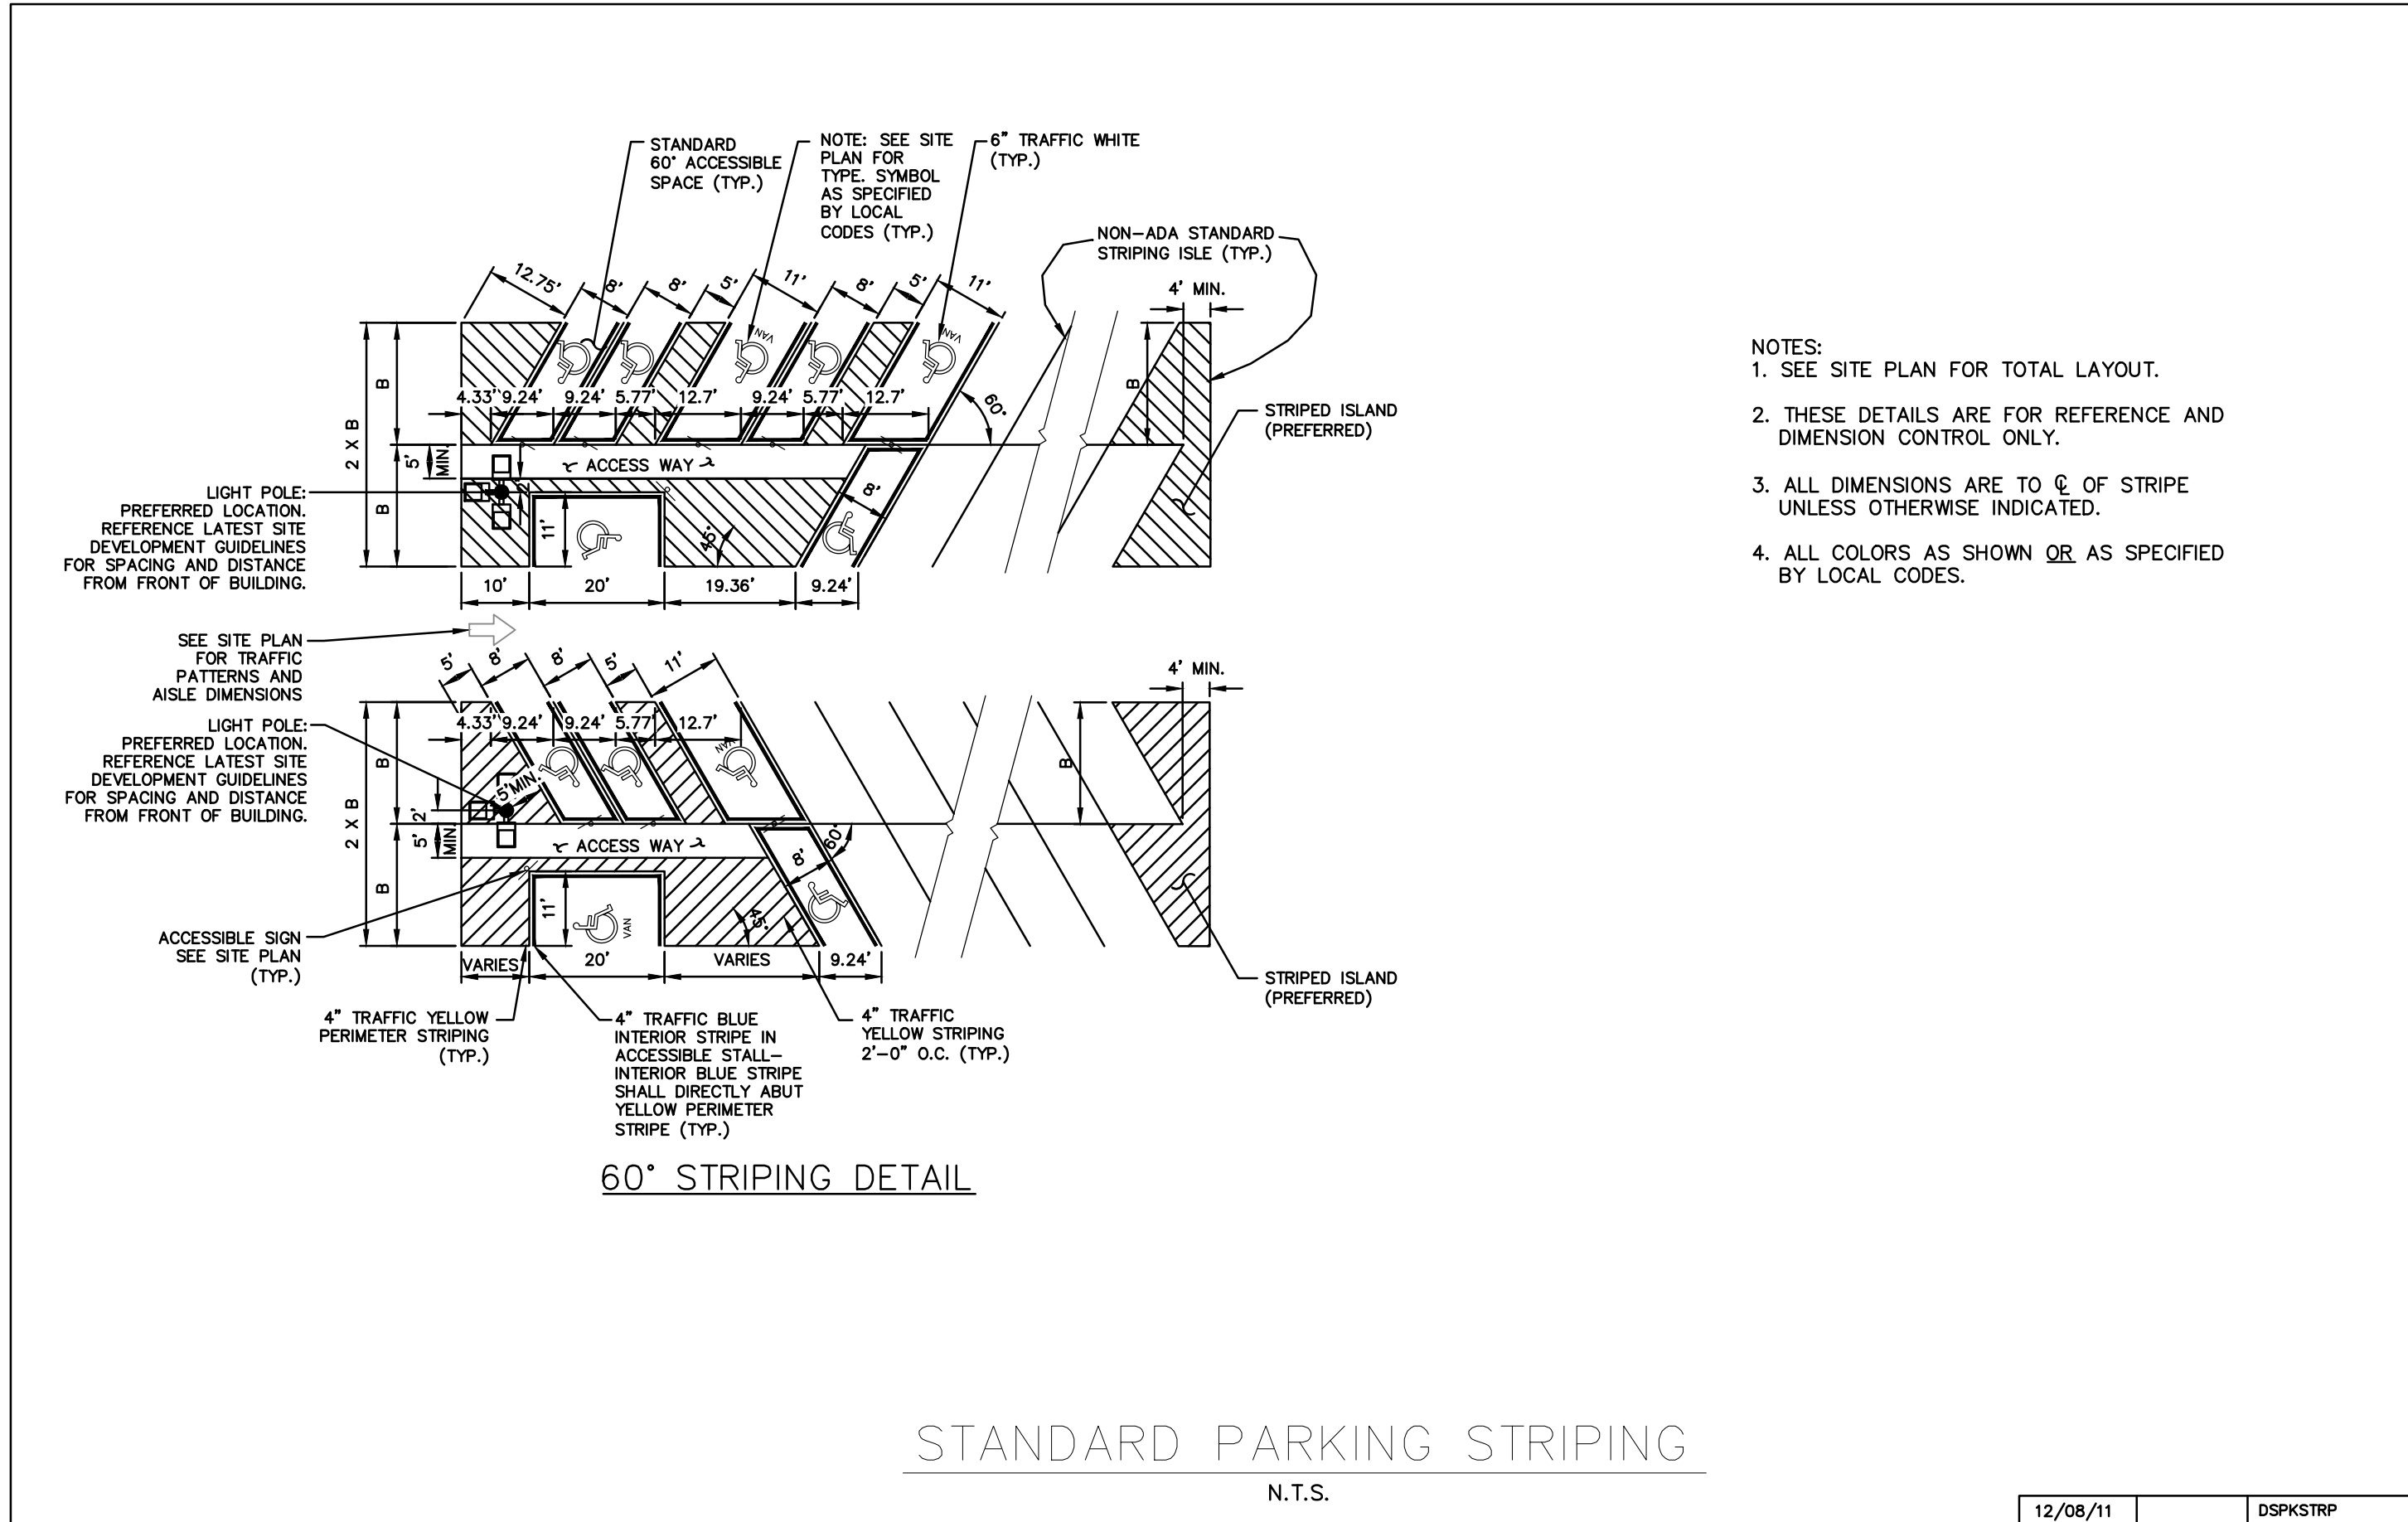 STANDARD
60° ACCESSIBLE
SPACE (TYP.)
NOTE: SEE SITE
PLAN FOR
TYPE. SYMBOL
AS SPECIFIED
BY LOCAL
CODES (TYP.)
6" TRAFFIC WHITE
(TYP.)
NON-ADA STANDARD
STRIPING ISLE (TYP.)
12.75' 8' 8' 5' 11' 8' 5' 11'
4' MIN.
VAN VAN
2 X B
B
B
B
4.33' 9.24' 9.24' 5.77' 12.7' 9.24' 5.77' 12.7'
60°
STRIPED ISLAND
(PREFERRED)
5'
MIN.
ACCESS WAY
2'
8'
11'
45°
LIGHT POLE:
PREFERRED LOCATION.
REFERENCE LATEST SITE
DEVELOPMENT GUIDELINES
FOR SPACING AND DISTANCE
FROM FRONT OF BUILDING.
10' 20' 19.36' 9.24'
NOTES:
1. SEE SITE PLAN FOR TOTAL LAYOUT.
2. THESE DETAILS ARE FOR REFERENCE AND
DIMENSION CONTROL ONLY.
3. ALL DIMENSIONS ARE TO ℄ OF STRIPE
UNLESS OTHERWISE INDICATED.
4. ALL COLORS AS SHOWN OR AS SPECIFIED
BY LOCAL CODES.
SEE SITE PLAN
FOR TRAFFIC
PATTERNS AND
AISLE DIMENSIONS
5' 8' 8' 5' 11'
4' MIN.
4.33' 9.24' 9.24' 5.77' 12.7'
VAN
2 X B
B
B
B
LIGHT POLE:
PREFERRED LOCATION.
REFERENCE LATEST SITE
DEVELOPMENT GUIDELINES
FOR SPACING AND DISTANCE
FROM FRONT OF BUILDING.
5' MIN.
2'
5'
MIN.
ACCESS WAY
8'
60°
11'
VAN
45°
ACCESSIBLE SIGN
SEE SITE PLAN
(TYP.)
VARIES 20' VARIES 9.24'
STRIPED ISLAND
(PREFERRED)
4" TRAFFIC YELLOW
PERIMETER STRIPING
(TYP.)
4" TRAFFIC BLUE
INTERIOR STRIPE IN
ACCESSIBLE STALL-
INTERIOR BLUE STRIPE
SHALL DIRECTLY ABUT
YELLOW PERIMETER
STRIPE (TYP.)
4" TRAFFIC
YELLOW STRIPING
2'-0" O.C. (TYP.)
60° STRIPING DETAIL
STANDARD PARKING STRIPING
N.T.S.
12/08/11 DSPKSTRP